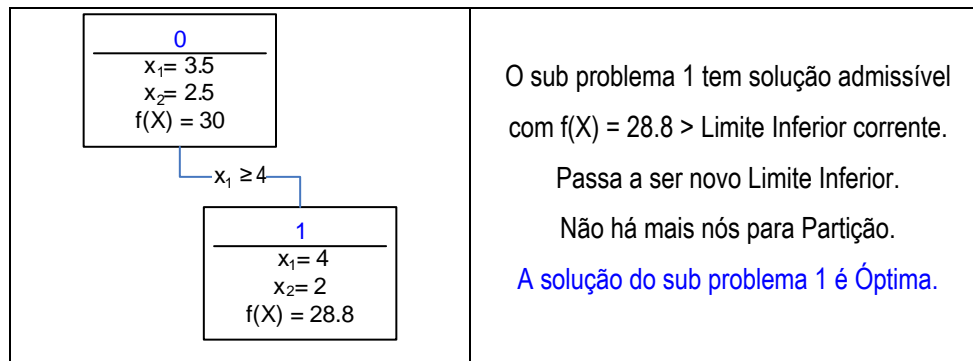 0
x₁= 3.5
x₂= 2.5
f(X) = 30
x₁ ≥ 4
1
x₁= 4
x₂= 2
f(X) = 28.8
O sub problema 1 tem solução admissível
com f(X) = 28.8 > Limite Inferior corrente.
Passa a ser novo Limite Inferior.
Não há mais nós para Partição.
A solução do sub problema 1 é Óptima.